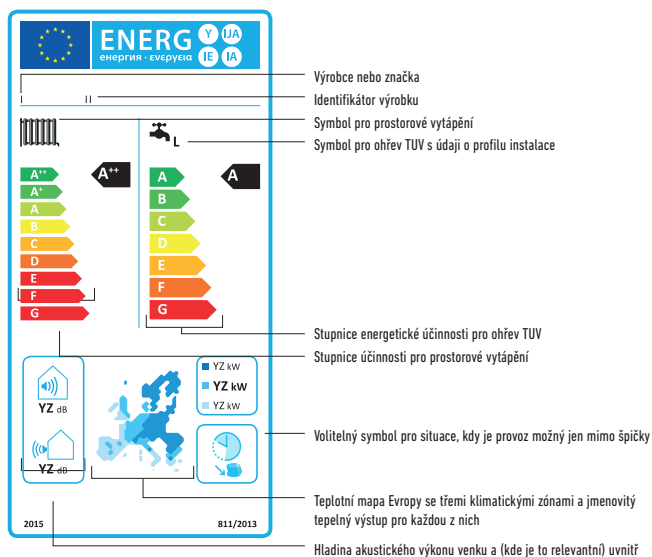 ENERG Y IJA
енергия · ενεργεια IE IA
Výrobce nebo značka
I II
Identifikátor výrobku
Symbol pro prostorové vytápění
L
Symbol pro ohřev TUV s údaji o profilu instalace
A++ A++
A+
A
B
C
D
E
F
G
A A
B
C
D
E
F
G
Stupnice energetické účinnosti pro ohřev TUV
Stupnice účinnosti pro prostorové vytápění
YZ dB
YZ kW
YZ kW
YZ kW
Volitelný symbol pro situace, kdy je provoz možný jen mimo špičky
YZ dB
Teplotní mapa Evropy se třemi klimatickými zónami a jmenovitý
tepelný výstup pro každou z nich
2015 811/2013
Hladina akustického výkonu venku a (kde je to relevantní) uvnitř